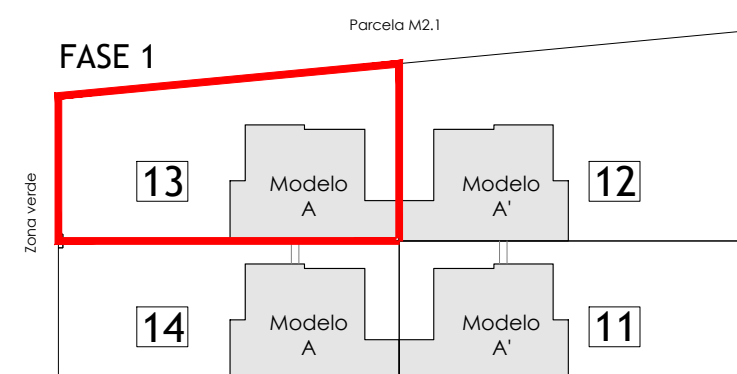 Parcela M2.1
FASE 1
Zona verde
13
Modelo
A
Modelo
A'
12
14
Modelo
A
Modelo
A'
11